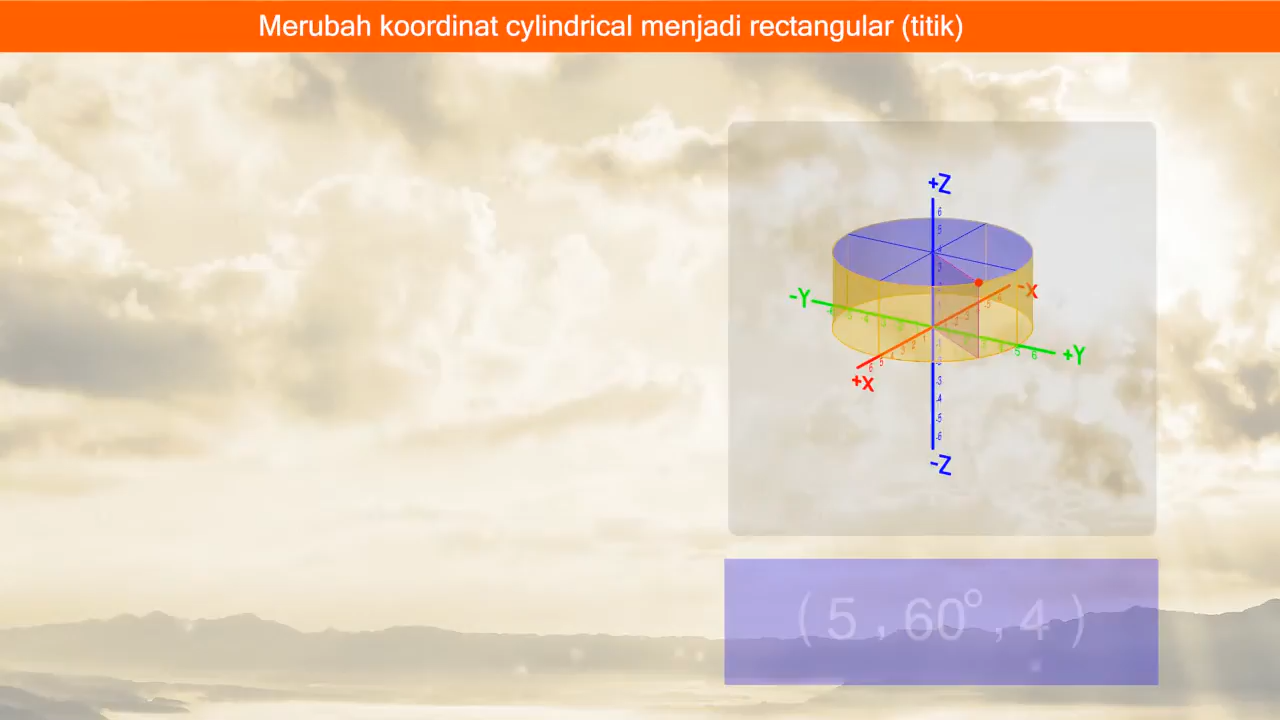 Merubah koordinat cylindrical menjadi rectangular (titik)
+Z
-Y
-X
+X
+Y
-Z
( 5 , 60° , 4 )